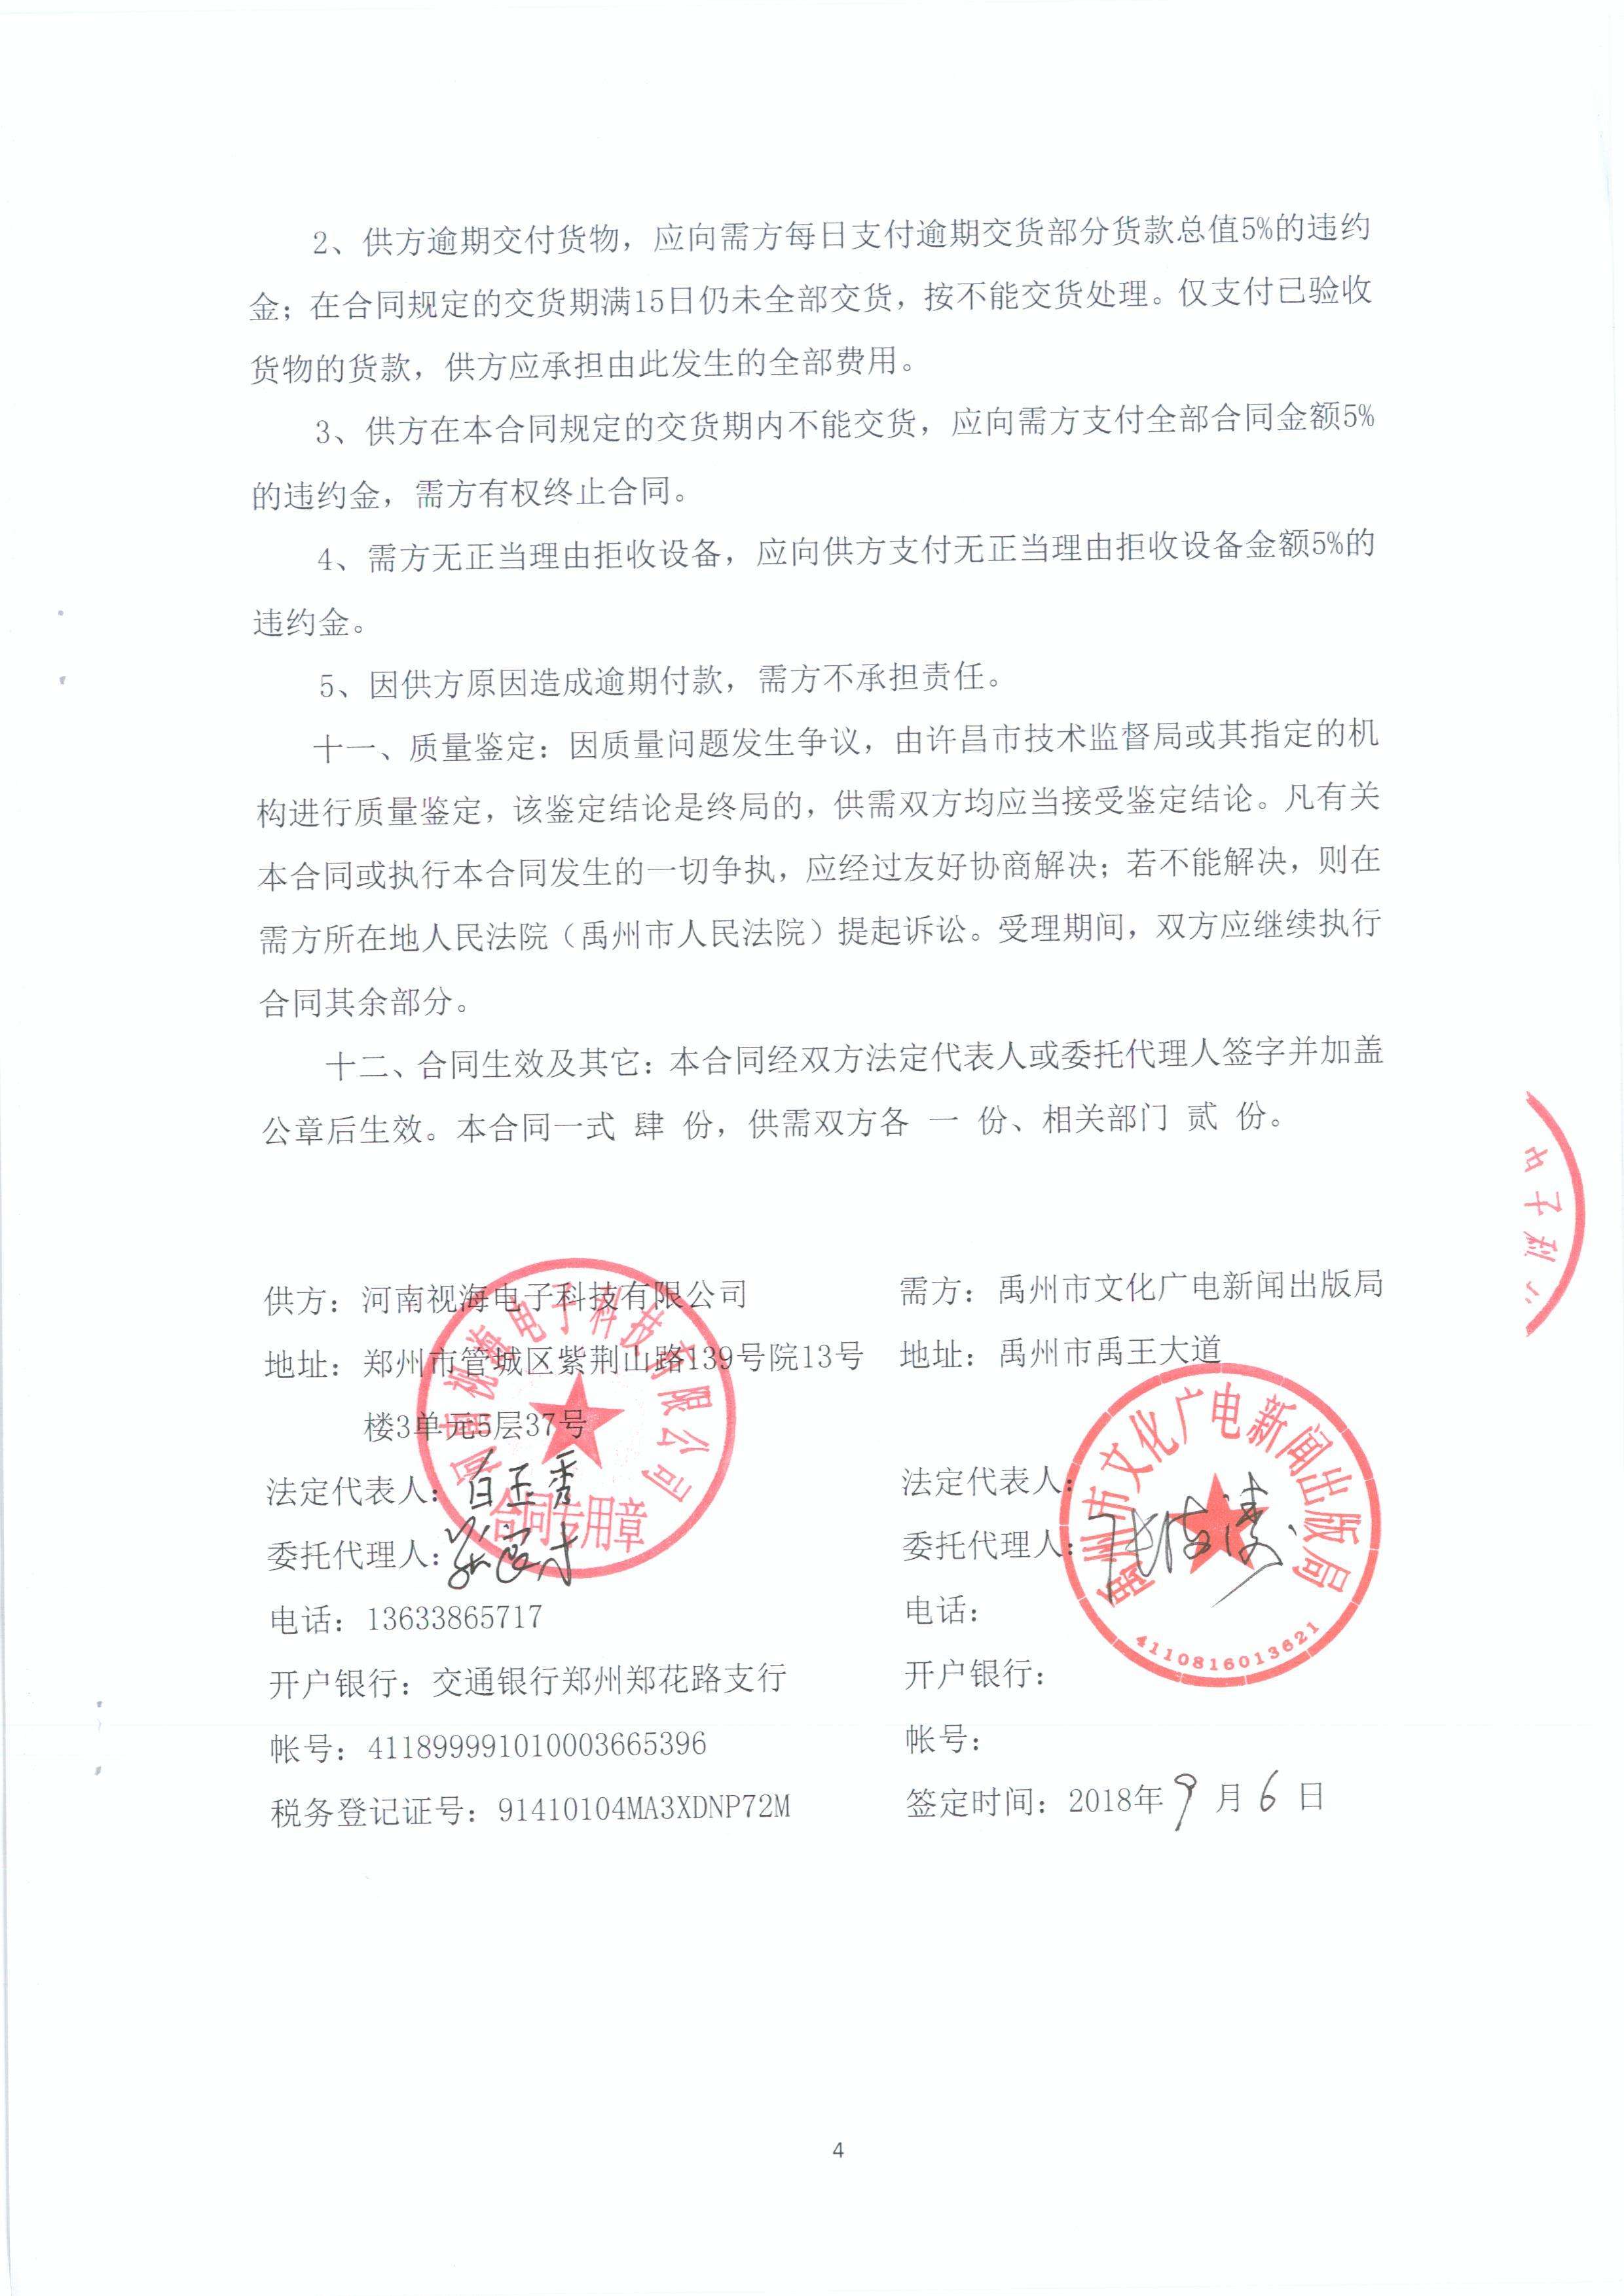 2、供方逾期交付货物，应向需方每日支付逾期交货部分货款总值5%的违约
金；在合同规定的交货期满15日仍未全部交货，按不能交货处理。仅支付已验收
货物的货款，供方应承担由此发生的全部费用。
3、供方在本合同规定的交货期内不能交货，应向需方支付全部合同金额5%
的违约金，需方有权终止合同。
4、需方无正当理由拒收设备，应向供方支付无正当理由拒收设备金额5%的
违约金。
5、因供方原因造成逾期付款，需方不承担责任。
十一、质量鉴定：因质量问题发生争议，由许昌市技术监督局或其指定的机
构进行质量鉴定，该鉴定结论是终局的，供需双方均应当接受鉴定结论。凡有关
本合同或执行本合同发生的一切争执，应经过友好协商解决；若不能解决，则在
需方所在地人民法院（禹州市人民法院）提起诉讼。受理期间，双方应继续执行
合同其余部分。
十二、合同生效及其它：本合同经双方法定代表人或委托代理人签字并加盖
公章后生效。本合同一式 肆 份，供需双方各 一 份、相关部门 贰 份。
供方：河南视海电子科技有限公司
地址：郑州市管城区紫荆山路139号院13号
楼3单元5层37号
法定代表人：
委托代理人：
电话：13633865717
开户银行：交通银行郑州郑花路支行
帐号：411899991010003665396
税务登记证号：91410104MA3XDNP72M
河南视海电子科技有限公司
合同专用章
需方：禹州市文化广电新闻出版局
地址：禹州市禹王大道
法定代表人：
委托代理人：
电话：
开户银行：
帐号：
签定时间：2018年9月6日
禹州市文化广电新闻出版局
4110816013621
子科
4